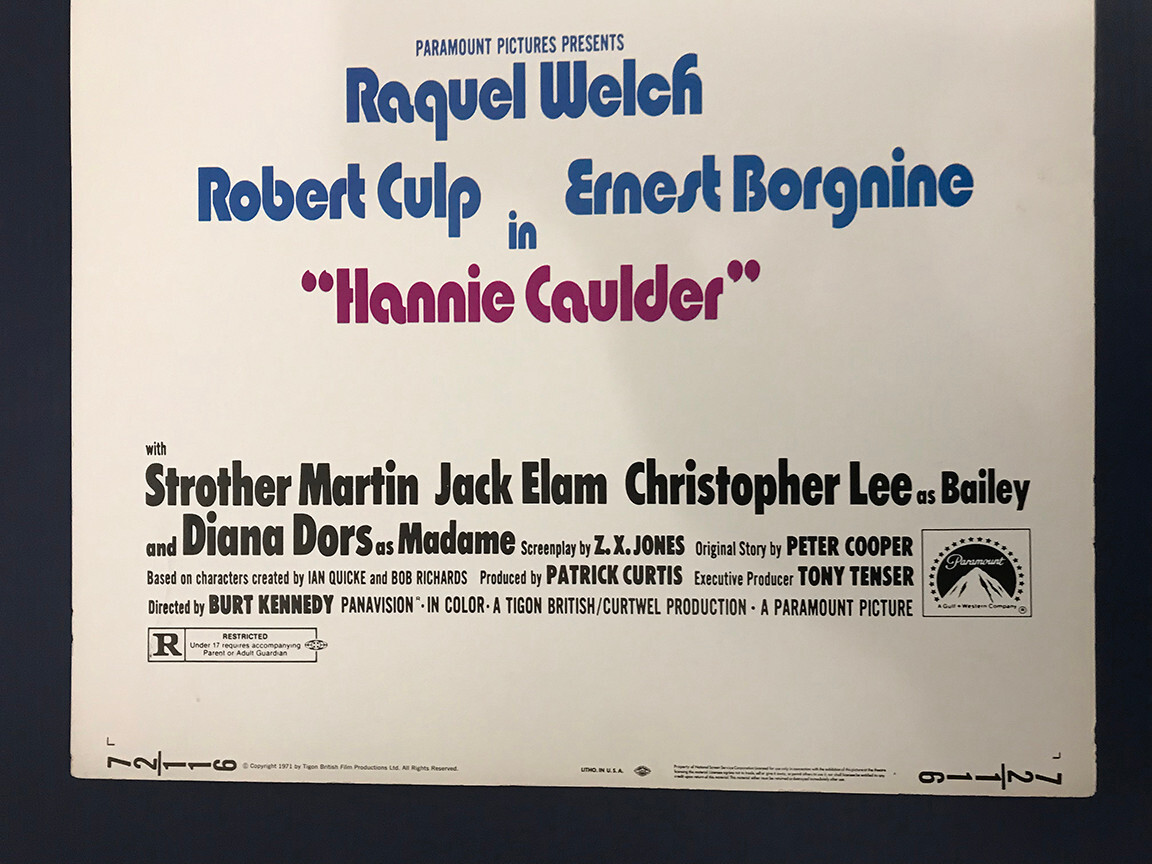 PARAMOUNT PICTURES PRESENTS
Raquel Welch
Robert Culp in Ernest Borgnine
“Hannie Caulder”
with
Strother Martin Jack Elam Christopher Lee as Bailey
and Diana Dors as Madame Screenplay by Z. X. JONES Original Story by PETER COOPER
Based on characters created by IAN QUICKE and BOB RICHARDS Produced by PATRICK CURTIS Executive Producer TONY TENSER
Directed by BURT KENNEDY PANAVISION · IN COLOR · A TIGON BRITISH/CURTWEL PRODUCTION · A PARAMOUNT PICTURE
Paramount
A Gulf + Western Company
®
R RESTRICTED
Under 17 requires accompanying
Parent or Adult Guardian
72/116
© Copyright 1971 by Tigon British Film Productions Ltd. All Rights Reserved.
LITHO. IN U.S.A.
72/116